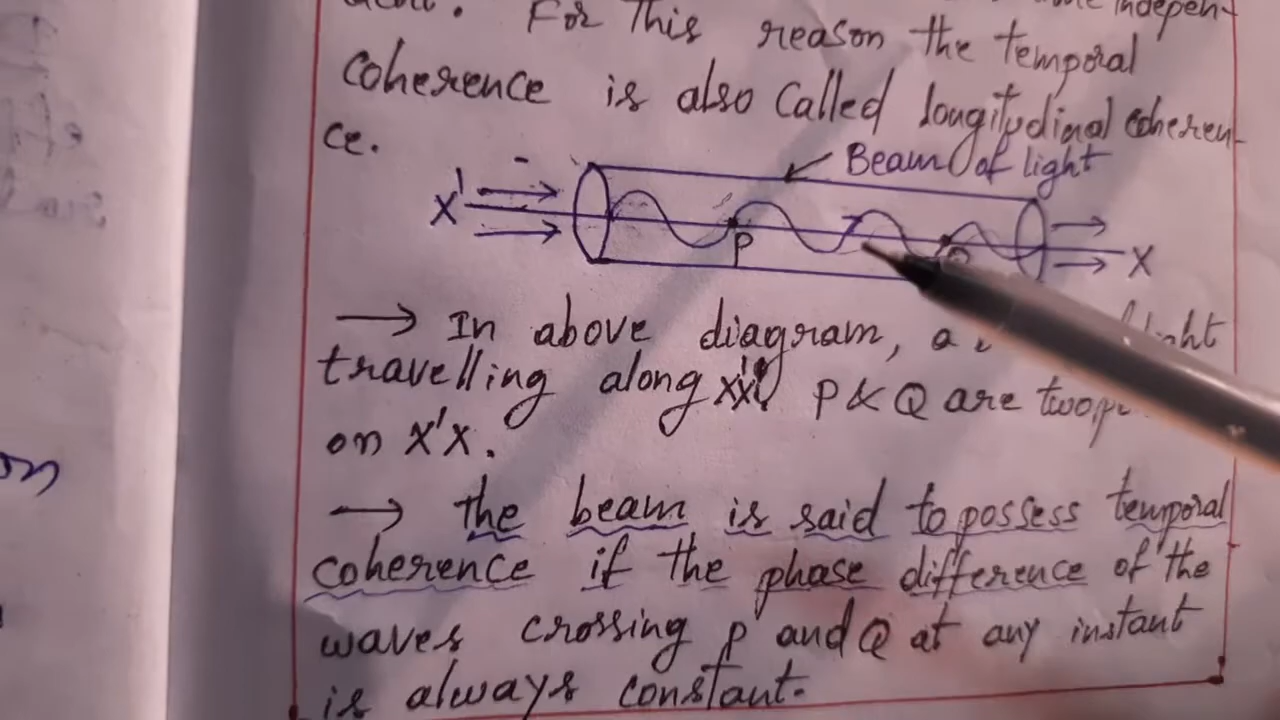 For This reason the temporal
coherence is also Called longitudinal coheren-
ce.
Beam of light
X'
P
X
→ In above diagram, a
travelling along P & Q are two
on X'X.
→ the beam is said to possess temporal
coherence if the phase difference of the
waves crossing P and Q at any instant
is always constant.